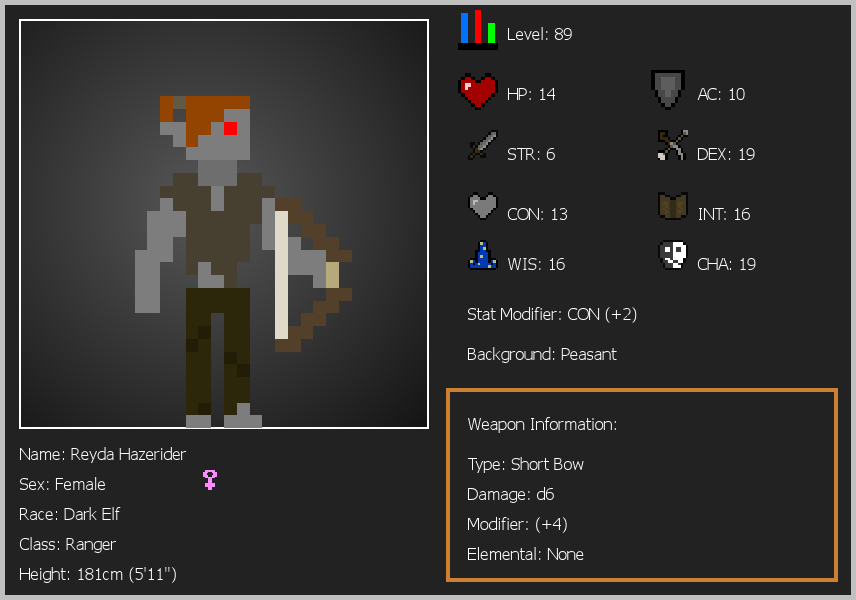 Level: 89
HP: 14
AC: 10
STR: 6
DEX: 19
CON: 13
INT: 16
WIS: 16
CHA: 19
Stat Modifier: CON (+2)
Background: Peasant
Weapon Information:
Type: Short Bow
Damage: d6
Modifier: (+4)
Elemental: None
Name: Reyda Hazerider
Sex: Female
Race: Dark Elf
Class: Ranger
Height: 181cm (5'11")